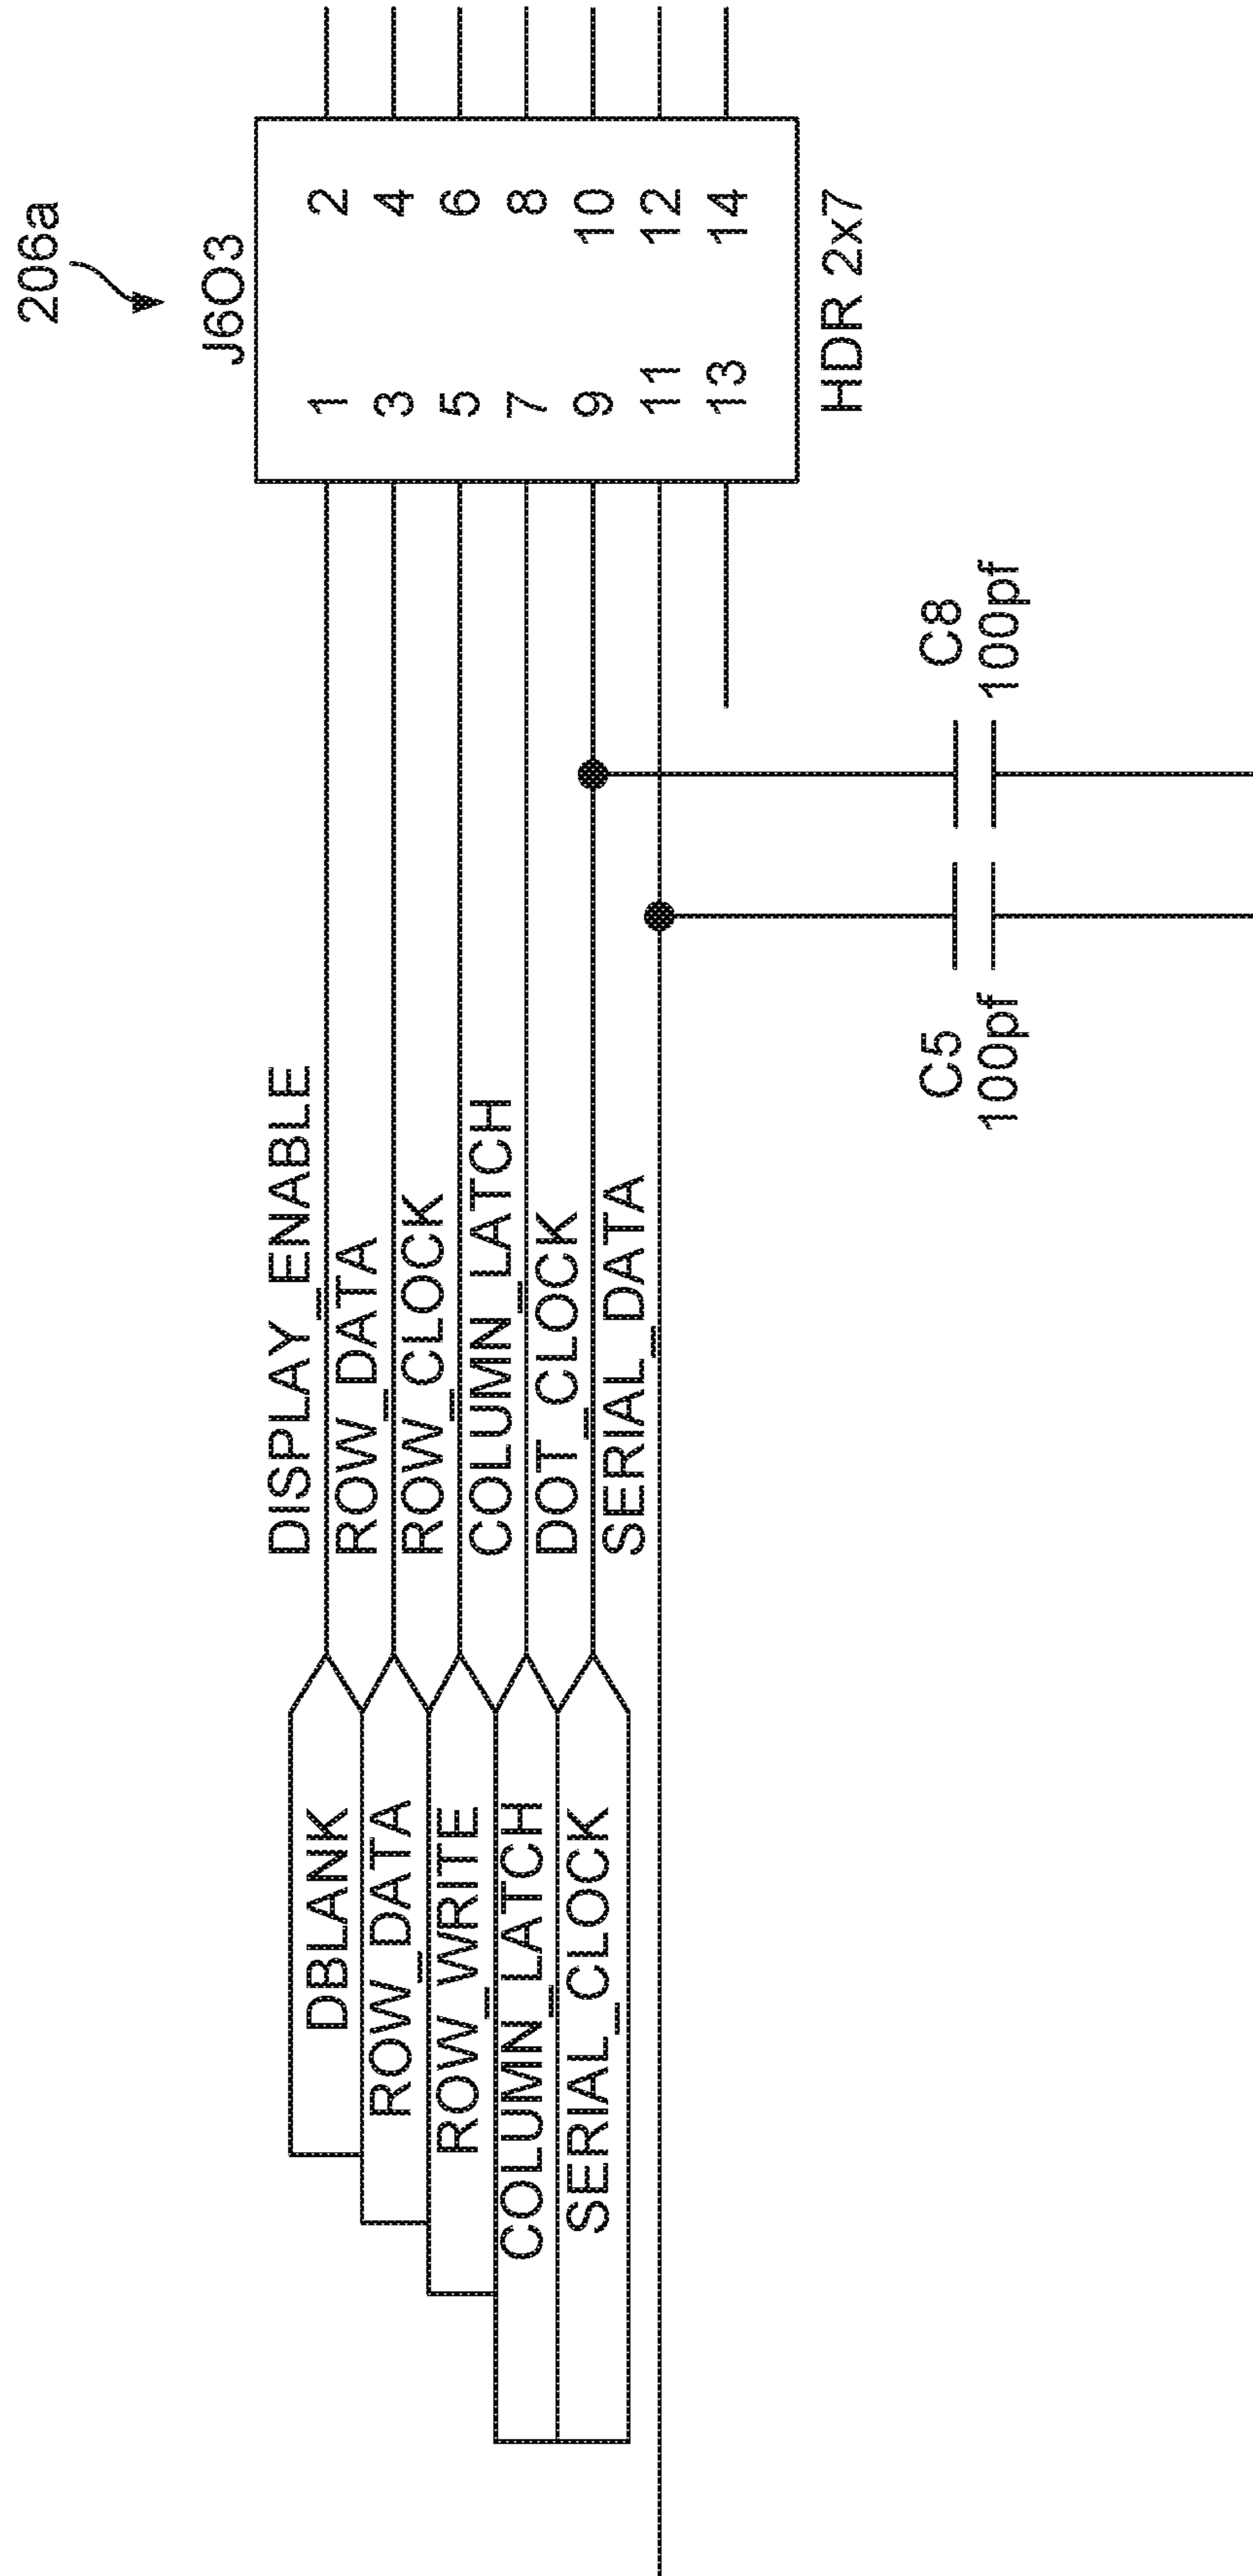 206a
J6O3
1 2
3 4
5 6
7 8
9 10
11 12
13 14
HDR 2x7
DISPLAY_ENABLE
ROW_DATA
ROW_CLOCK
COLUMN_LATCH
DOT_CLOCK
SERIAL_DATA
DBLANK
ROW_DATA
ROW_WRITE
COLUMN_LATCH
SERIAL_CLOCK
C5
100pf
C8
100pf